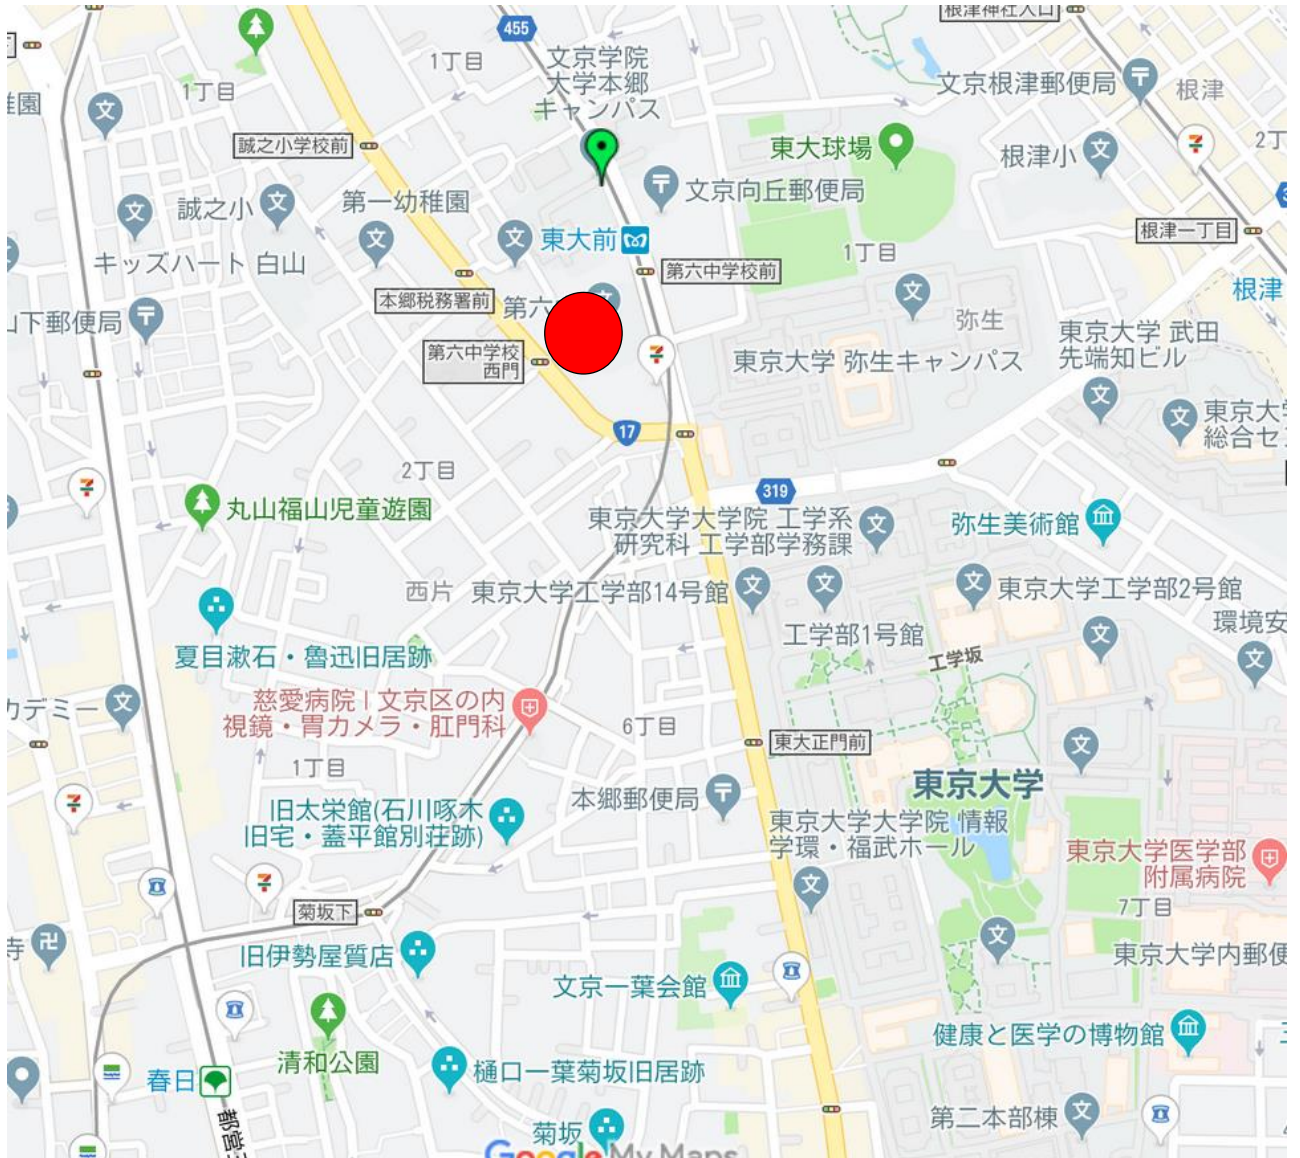 根津神社入口
455
1丁目
文京学院
大学本郷
キャンパス
文京根津郵便局
根津
1丁目
誠之小学校前
東大球場
根津小
2丁
第一幼稚園
文京向丘郵便局
誠之小
東大前
根津一丁目
キッズハート 白山
第六中学校前
1丁目
根津
本郷税務署前
第六
山下郵便局
弥生
東京大学 武田
先端知ビル
第六中学校
西門
東京大学 弥生キャンパス
東京大学
総合セ
17
2丁目
319
丸山福山児童遊園
東京大学大学院 工学系
研究科 工学部学務課
弥生美術館
西片
東京大学工学部14号館
東京大学工学部2号館
工学部1号館
環境安
夏目漱石・魯迅旧居跡
工学坂
慈愛病院 | 文京区の内
視鏡・胃カメラ・肛門科
カデミー
6丁目
東大正門前
1丁目
東京大学
本郷郵便局
旧太栄館(石川啄木
旧宅・蓋平館別荘跡)
東京大学大学院 情報
学環・福武ホール
東京大学医学部
附属病院
菊坂下
7丁目
寺
旧伊勢屋質店
東京大学内郵便
文京一葉会館
健康と医学の博物館
清和公園
春日
樋口一葉菊坂旧居跡
都営
第二本部棟
菊坂
Google My Maps